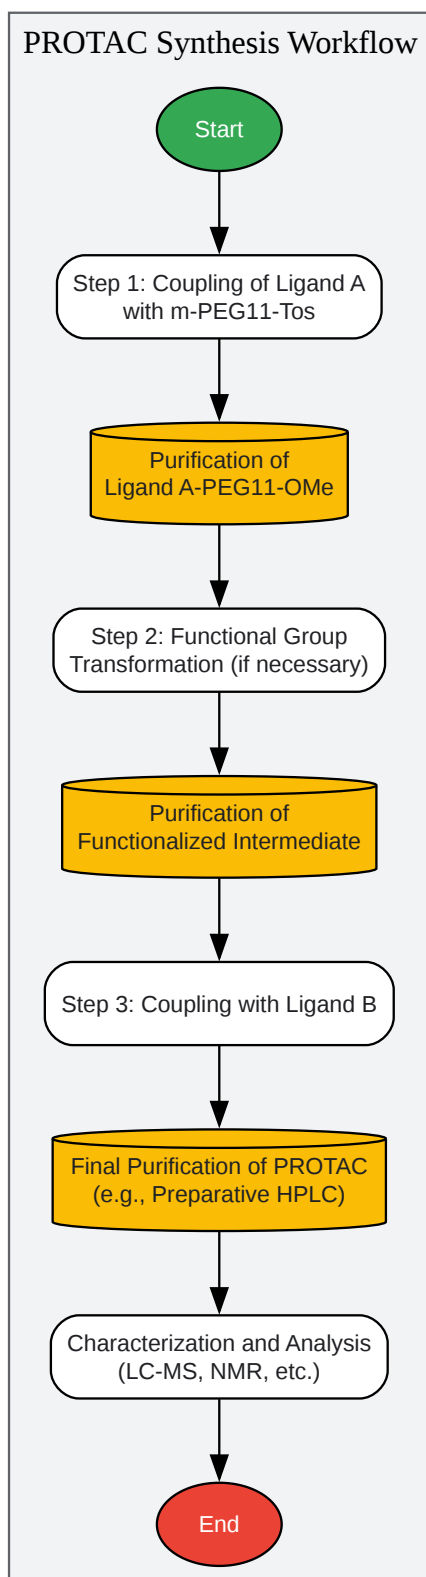 PROTAC Synthesis Workflow
Start
Step 1: Coupling of Ligand A
with m-PEG11-Tos
Purification of
Ligand A-PEG11-OMe
Step 2: Functional Group
Transformation (if necessary)
Purification of
Functionalized Intermediate
Step 3: Coupling with Ligand B
Final Purification of PROTAC
(e.g., Preparative HPLC)
Characterization and Analysis
(LC-MS, NMR, etc.)
End